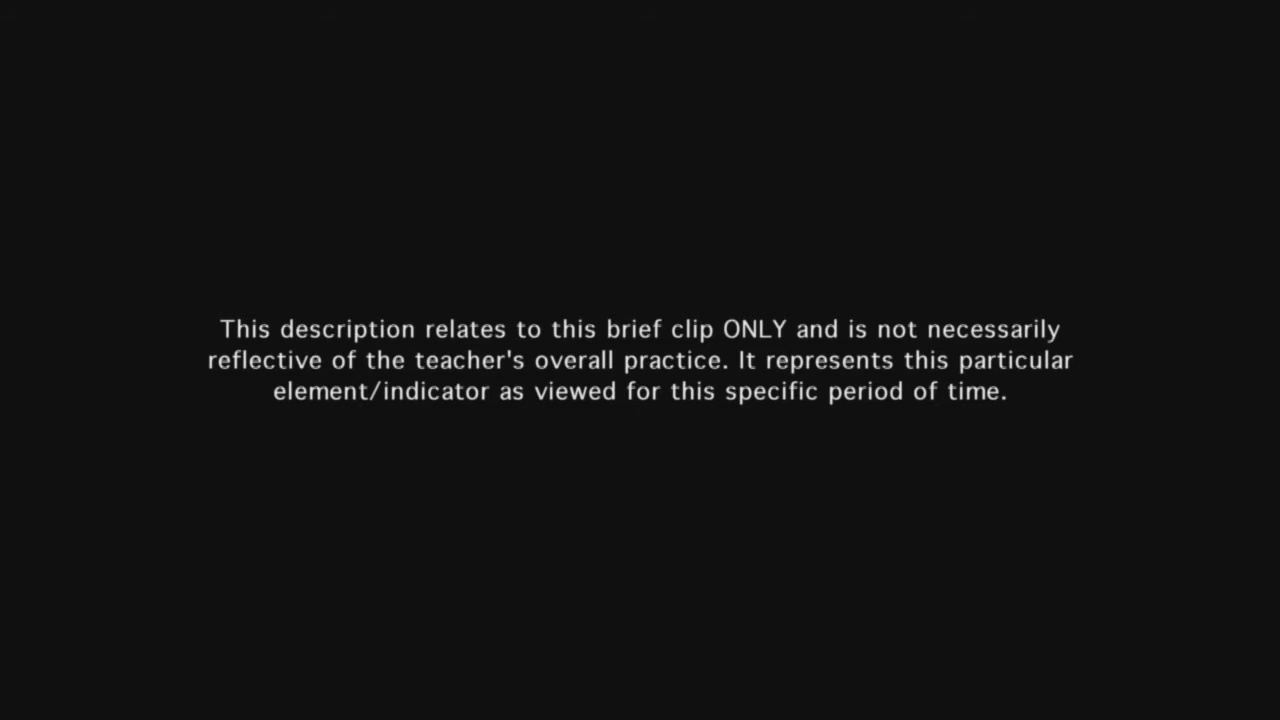 This description relates to this brief clip ONLY and is not necessarily
reflective of the teacher's overall practice. It represents this particular
element/indicator as viewed for this specific period of time.